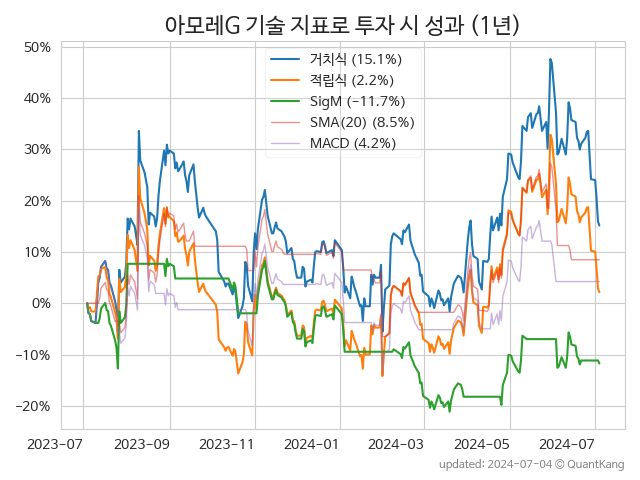 아모레G 기술 지표로 투자 시 성과 (1년)
50%
40%
30%
20%
10%
0%
−10%
−20%
거치식 (15.1%)
적립식 (2.2%)
SigM (−11.7%)
SMA(20) (8.5%)
MACD (4.2%)
2023-07
2023-09
2023-11
2024-01
2024-03
2024-05
2024-07
updated: 2024-07-04 ⓒ QuantKang